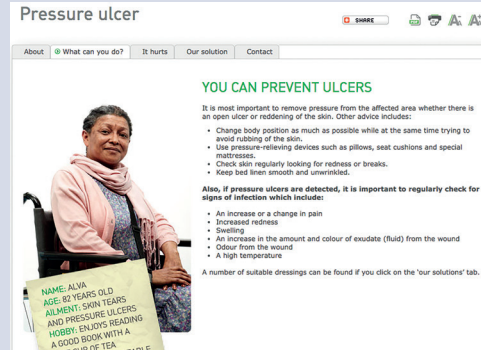 Pressure ulcer
SHARE
About
What can you do?
It hurts
Our solution
Contact
YOU CAN PREVENT ULCERS
It is most important to remove pressure from the affected area whether there is
an open ulcer or reddening of the skin. Other advice includes:
Change body position as much as possible while at the same time trying to
avoid rubbing of the skin.
Use pressure-relieving devices such as pillows, seat cushions and special
mattresses.
Check skin regularly looking for redness or breaks.
Keep bed linen smooth and unwrinkled.
Also, if pressure ulcers are detected, it is important to regularly check for
signs of infection which include:
An increase or a change in pain
Increased redness
Swelling
An increase in the amount and colour of exudate (fluid) from the wound
Odour from the wound
A high temperature
A number of suitable dressings can be found if you click on the 'our solutions' tab.
NAME: ALVA
AGE: 82 YEARS OLD
AILMENT: SKIN TEARS
AND PRESSURE ULCERS
HOBBY: ENJOYS READING
A GOOD BOOK WITH A
CUP OF TEA